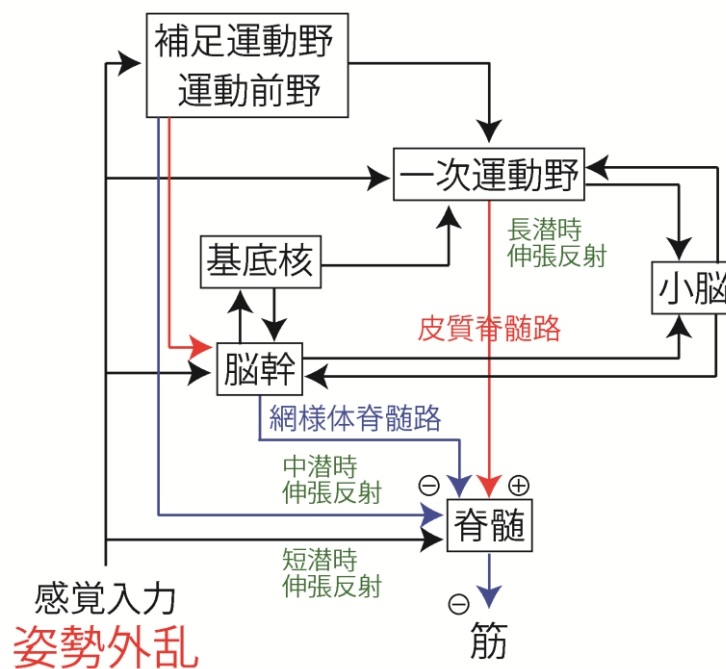 補足運動野
運動前野
一次運動野
長潜時
伸張反射
基底核
小脳
皮質脊髄路
脳幹
網様体脊髄路
中潜時
伸張反射
⊖
⊕
脊髄
短潜時
伸張反射
感覚入力
⊖
姿勢外乱
筋